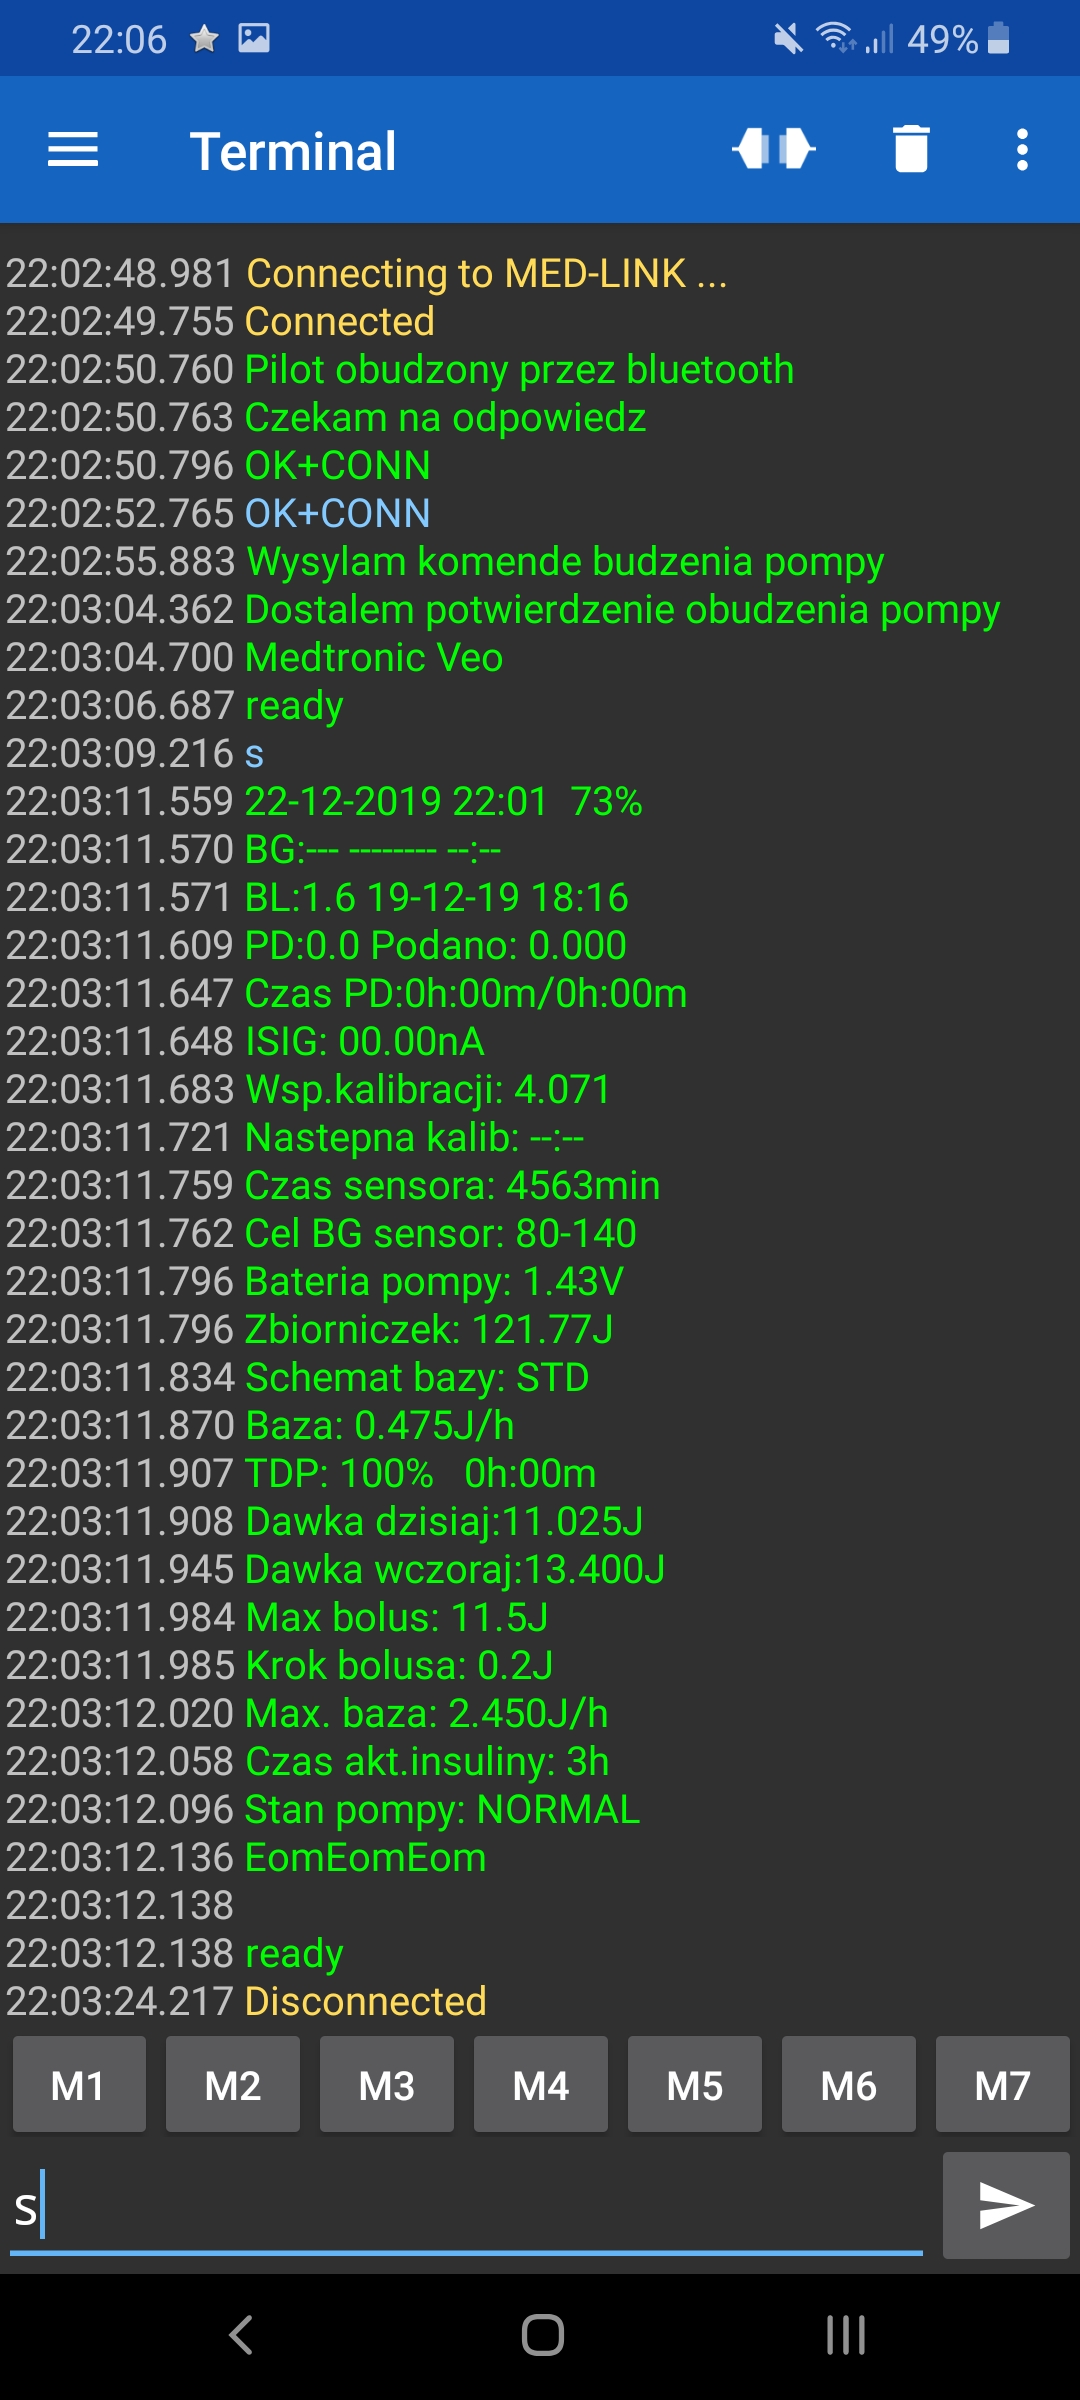 22:06 49%
Terminal
22:02:48.981 Connecting to MED-LINK ...
22:02:49.755 Connected
22:02:50.760 Pilot obudzony przez bluetooth
22:02:50.763 Czekam na odpowiedz
22:02:50.796 OK+CONN
22:02:52.765 OK+CONN
22:02:55.883 Wysylam komende budzenia pompy
22:03:04.362 Dostalem potwierdzenie obudzenia pompy
22:03:04.700 Medtronic Veo
22:03:06.687 ready
22:03:09.216 s
22:03:11.559 22-12-2019 22:01  73%
22:03:11.570 BG:--- -------- --:--
22:03:11.571 BL:1.6 19-12-19 18:16
22:03:11.609 PD:0.0 Podano: 0.000
22:03:11.647 Czas PD:0h:00m/0h:00m
22:03:11.648 ISIG: 00.00nA
22:03:11.683 Wsp.kalibracji: 4.071
22:03:11.721 Nastepna kalib: --:--
22:03:11.759 Czas sensora: 4563min
22:03:11.762 Cel BG sensor: 80-140
22:03:11.796 Bateria pompy: 1.43V
22:03:11.796 Zbiorniczek: 121.77J
22:03:11.834 Schemat bazy: STD
22:03:11.870 Baza: 0.475J/h
22:03:11.907 TDP: 100%   0h:00m
22:03:11.908 Dawka dzisiaj:11.025J
22:03:11.945 Dawka wczoraj:13.400J
22:03:11.984 Max bolus: 11.5J
22:03:11.985 Krok bolusa: 0.2J
22:03:12.020 Max. baza: 2.450J/h
22:03:12.058 Czas akt.insuliny: 3h
22:03:12.096 Stan pompy: NORMAL
22:03:12.136 EomEomEom
22:03:12.138
22:03:12.138 ready
22:03:24.217 Disconnected
M1 M2 M3 M4 M5 M6 M7
s